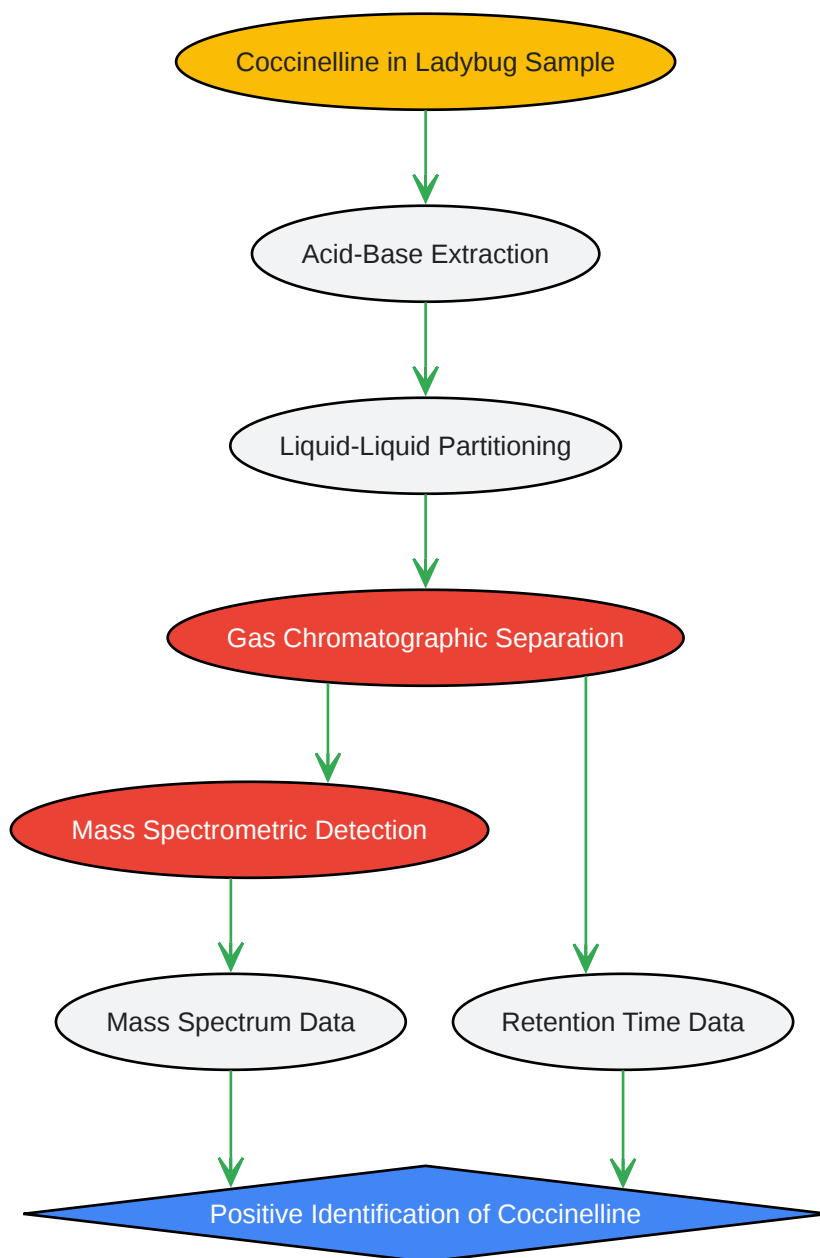 Coccinelline in Ladybug Sample
Acid-Base Extraction
Liquid-Liquid Partitioning
Gas Chromatographic Separation
Mass Spectrometric Detection
Mass Spectrum Data
Retention Time Data
Positive Identification of Coccinelline